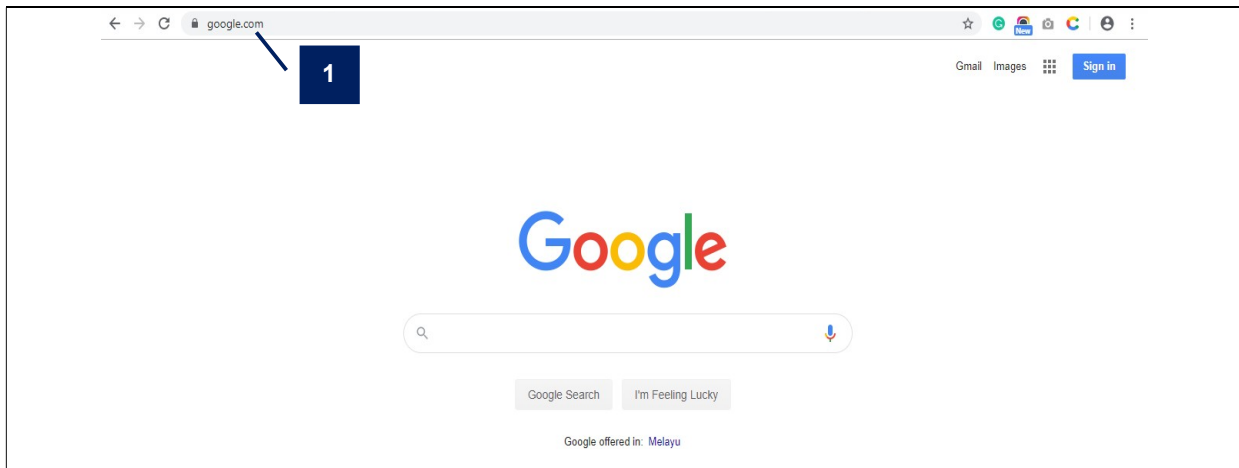 google.com
New
1
Gmail Images Sign in
Google
Google Search I'm Feeling Lucky
Google offered in: Melayu